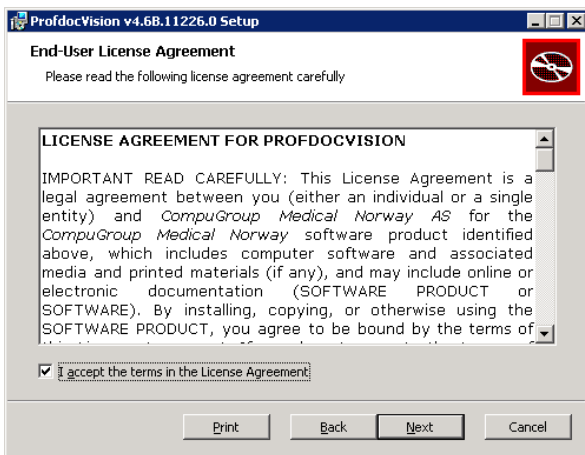 ProfdocVision v4.6B.11226.0 Setup
End-User License Agreement
Please read the following license agreement carefully
LICENSE AGREEMENT FOR PROFDOCVISION
IMPORTANT READ CAREFULLY: This License Agreement is a
legal agreement between you (either an individual or a single
entity) and CompuGroup Medical Norway AS for the
CompuGroup Medical Norway software product identified
above, which includes computer software and associated
media and printed materials (if any), and may include online or
electronic documentation (SOFTWARE PRODUCT or
SOFTWARE). By installing, copying, or otherwise using the
SOFTWARE PRODUCT, you agree to be bound by the terms of
I accept the terms in the License Agreement
Print Back Next Cancel